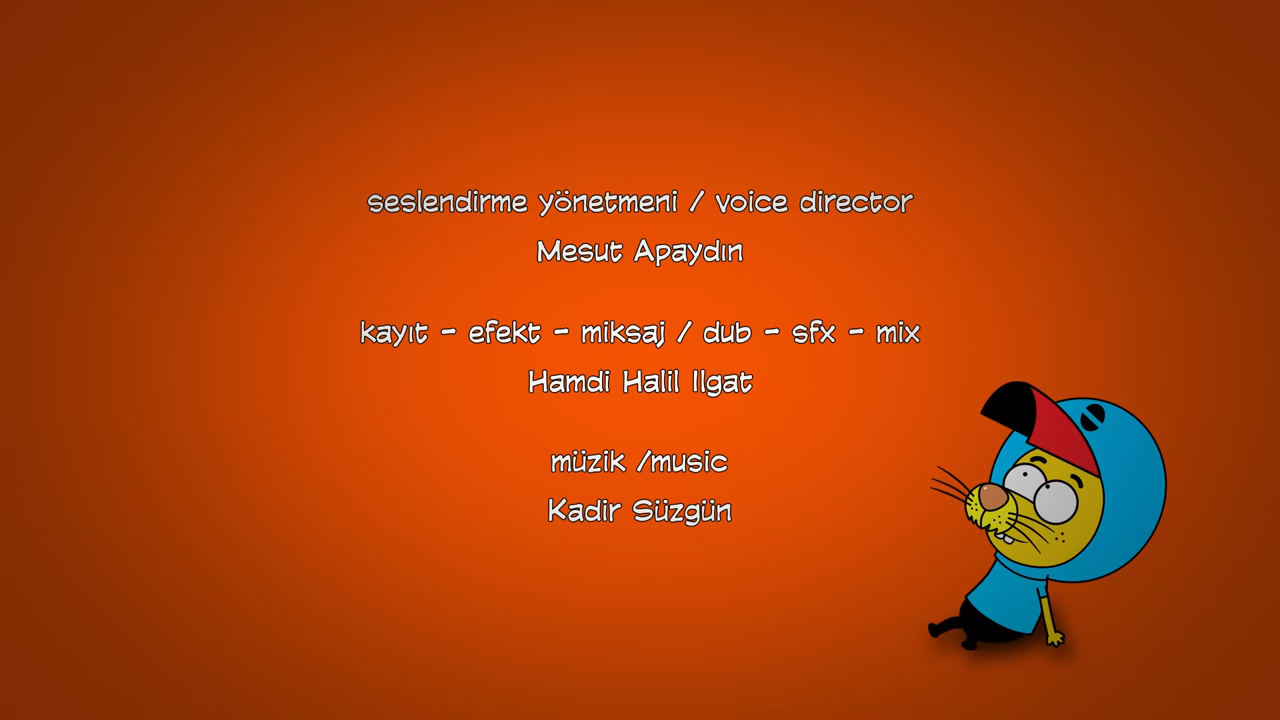 seslendirme yönetmeni / voice director
Mesut Apaydın
kayıt - efekt - miksaj / dub - sfx - mix
Hamdi Halil Ilgat
müzik /music
Kadir Süzgün